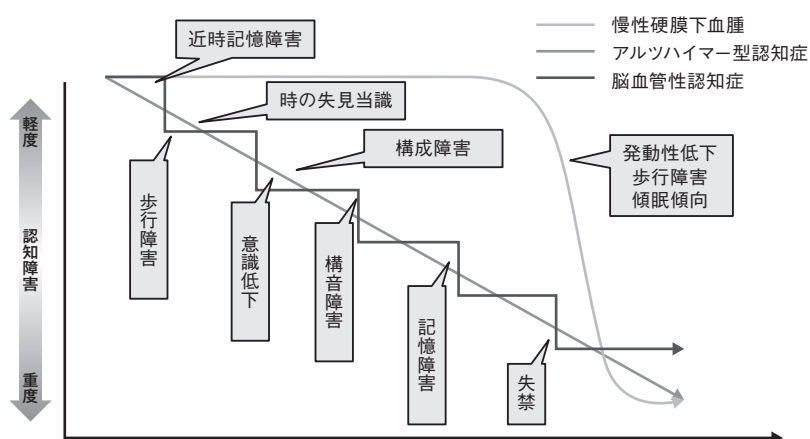 慢性硬膜下血腫
アルツハイマー型認知症
脳血管性認知症
近時記憶障害
時の失見当識
構成障害
発動性低下
歩行障害
傾眠傾向
軽度
認知障害
重度
歩行障害
意識低下
構音障害
記憶障害
失禁